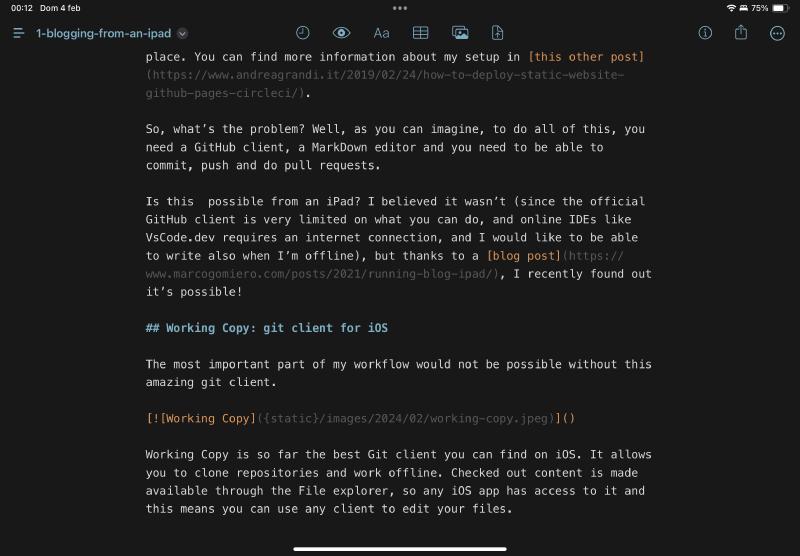 00:12 Dom 4 feb
75%
1-blogging-from-an-ipad
Aa
place. You can find more information about my setup in [this other post]
(https://www.andreagrandi.it/2019/02/24/how-to-deploy-static-website-
github-pages-circleci/).
So, what’s the problem? Well, as you can imagine, to do all of this, you
need a GitHub client, a MarkDown editor and you need to be able to
commit, push and do pull requests.
Is this  possible from an iPad? I believed it wasn’t (since the official
GitHub client is very limited on what you can do, and online IDEs like
VsCode.dev requires an internet connection, and I would like to be able
to write also when I’m offline), but thanks to a [blog post](https://
www.marcogomiero.com/posts/2021/running-blog-ipad/), I recently found out
it’s possible!
## Working Copy: git client for iOS
The most important part of my workflow would not be possible without this
amazing git client.
[![Working Copy]({static}/images/2024/02/working-copy.jpeg)]()
Working Copy is so far the best Git client you can find on iOS. It allows
you to clone repositories and work offline. Checked out content is made
available through the File explorer, so any iOS app has access to it and
this means you can use any client to edit your files.